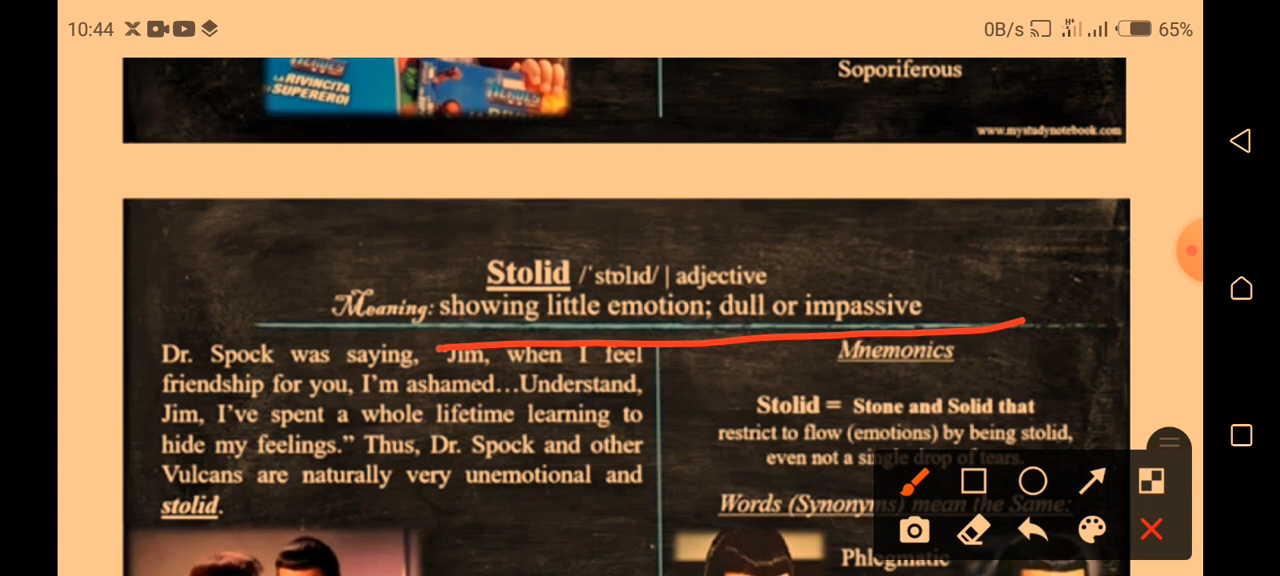 10:44
0B/s H+ 65%
HEROES
LA RIVINCITA
SUPEREROI
HEROES
Soporiferous
www.mystudynotebook.com
Stolid /ˈstɒlɪd/ | adjective
Meaning: showing little emotion; dull or impassive
Dr. Spock was saying, "Jim, when I feel
friendship for you, I'm ashamed…Understand,
Jim, I've spent a whole lifetime learning to
hide my feelings." Thus, Dr. Spock and other
Vulcans are naturally very unemotional and
stolid.
Mnemonics
Stolid = Stone and Solid that
restrict to flow (emotions) by being stolid,
even not a single drop of tears.
Words (Synonyms) mean the Same:
Phlegmatic